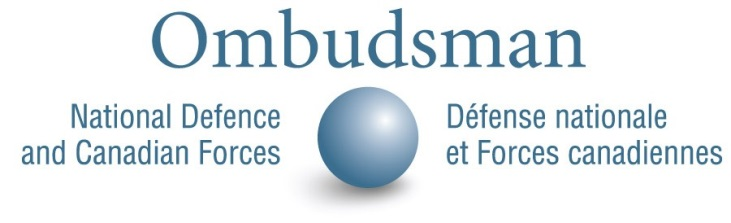 Ombudsman
National Defence
and Canadian Forces
Défense nationale
et Forces canadiennes